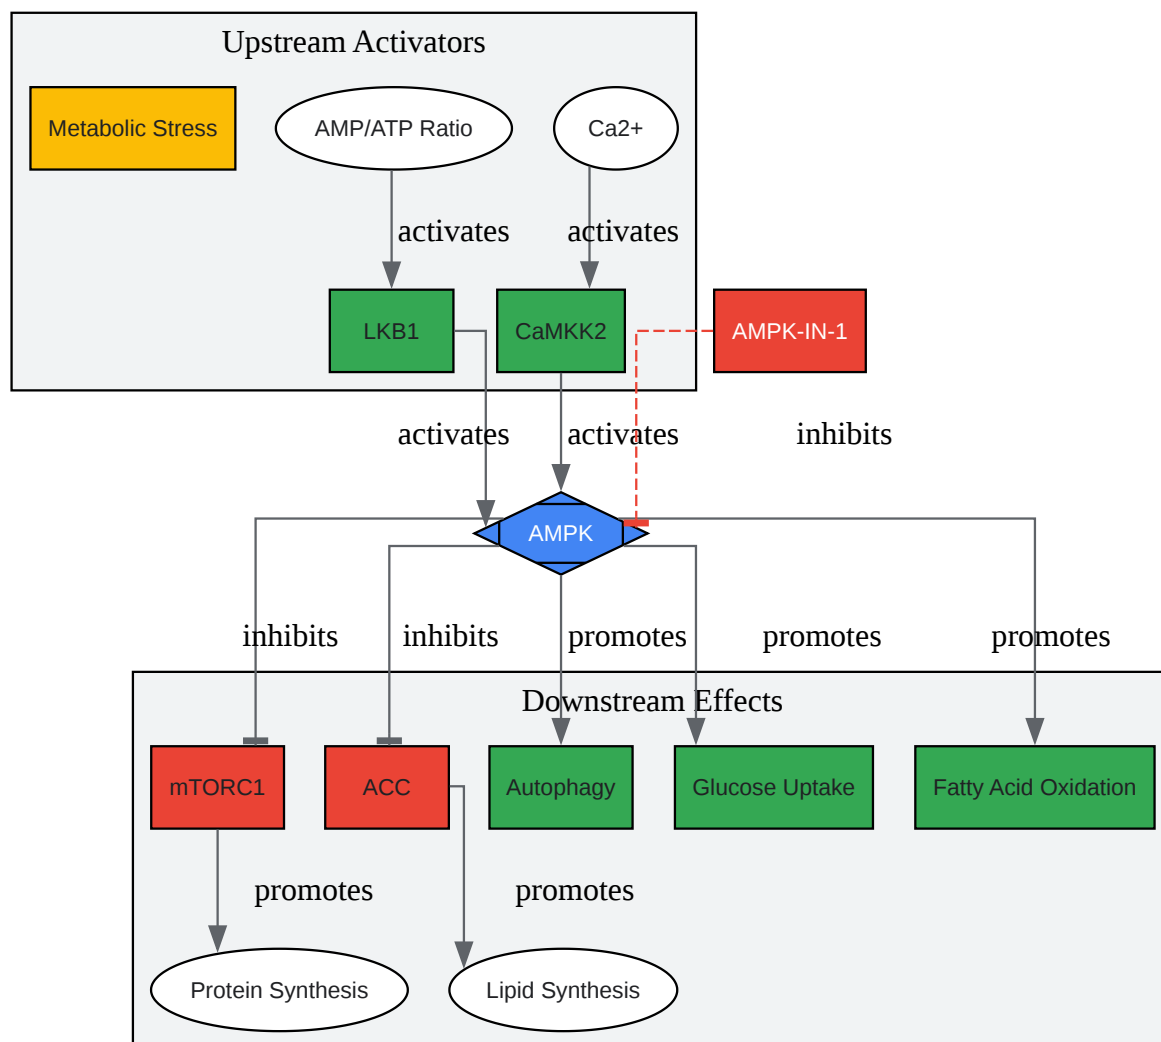 Upstream Activators
Metabolic Stress
AMP/ATP Ratio
Ca2+
activates
activates
LKB1
CaMKK2
AMPK-IN-1
activates
activates
inhibits
AMPK
inhibits
inhibits
promotes
promotes
promotes
Downstream Effects
mTORC1
ACC
Autophagy
Glucose Uptake
Fatty Acid Oxidation
promotes
promotes
Protein Synthesis
Lipid Synthesis